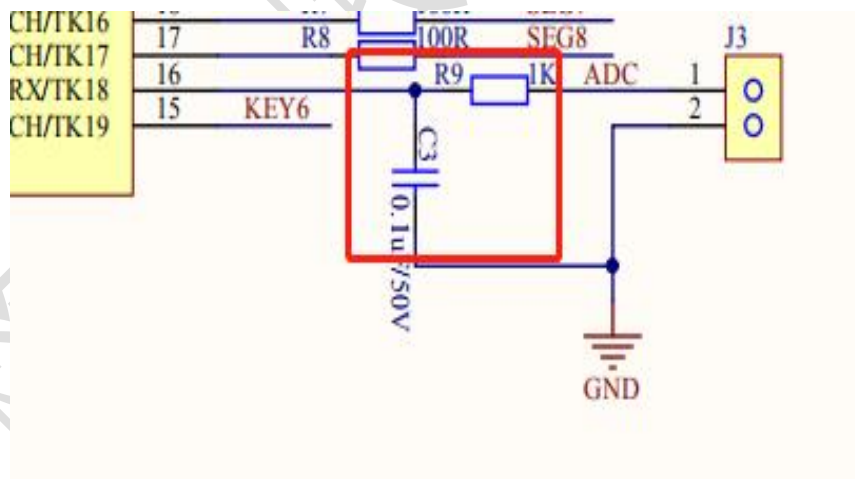 CH/TK16
CH/TK17
RX/TK18
CH/TK19
17
16
15
R8
100R
SEG8
R9
1K
ADC
KEY6
C3
0.1uF/50V
J3
1
2
GND